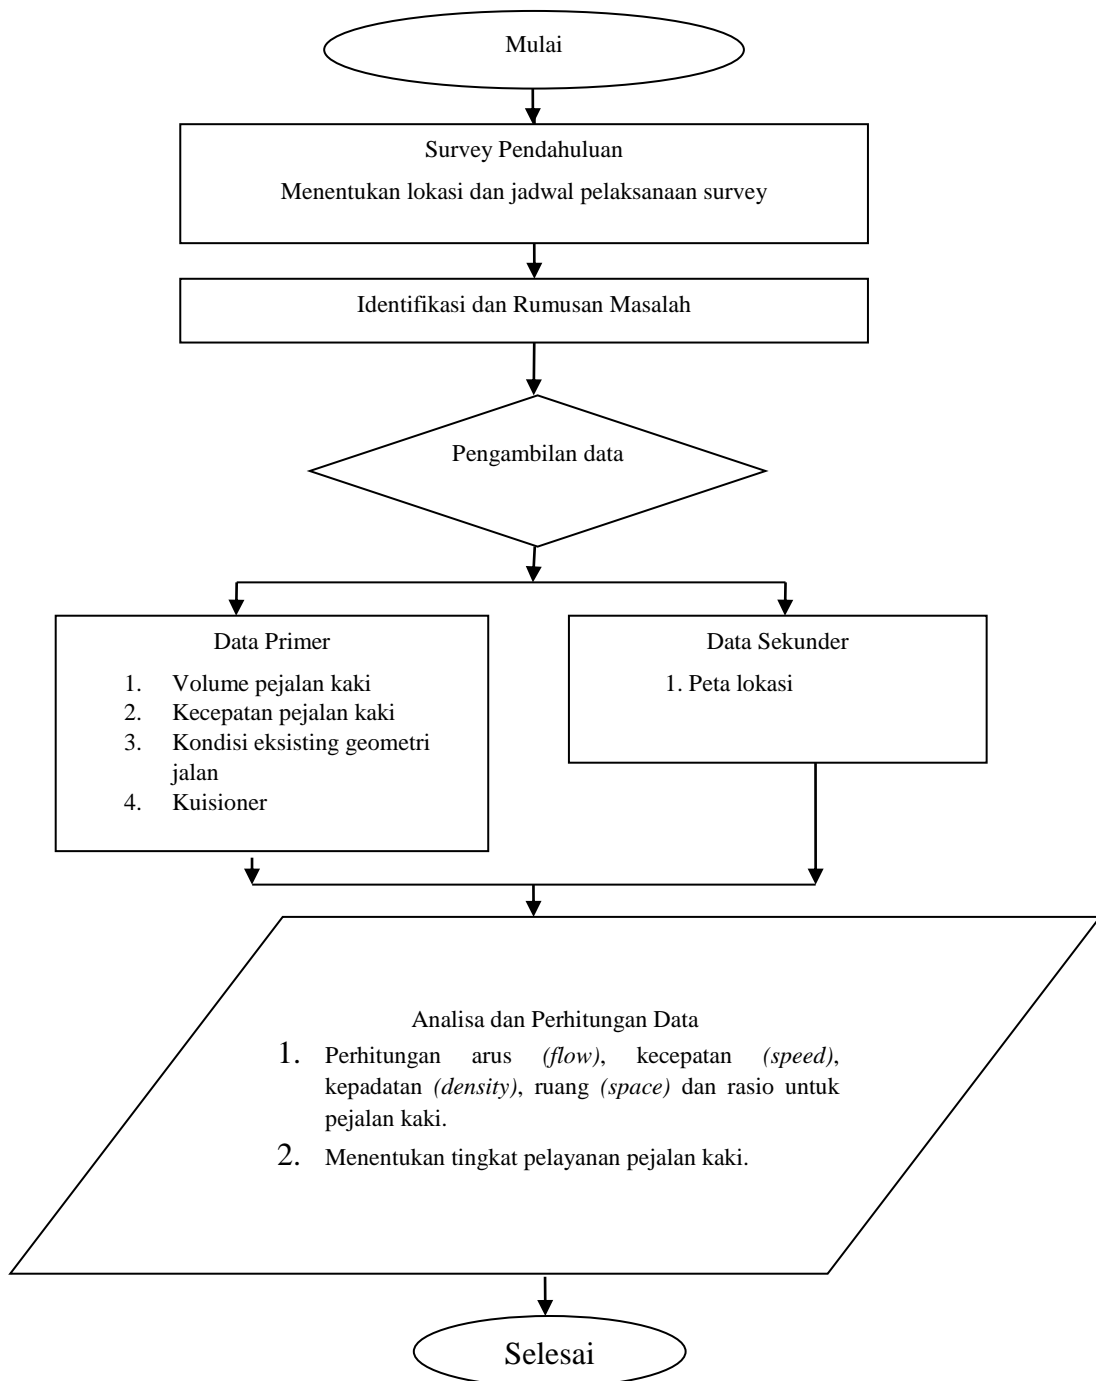 Mulai
Survey Pendahuluan
Menentukan lokasi dan jadwal pelaksanaan survey
Identifikasi dan Rumusan Masalah
Pengambilan data
Data Primer
1. Volume pejalan kaki
2. Kecepatan pejalan kaki
3. Kondisi eksisting geometri
jalan
4. Kuisioner
Data Sekunder
1. Peta lokasi
Analisa dan Perhitungan Data
1. Perhitungan arus (flow), kecepatan (speed),
kepadatan (density), ruang (space) dan rasio untuk
pejalan kaki.
2. Menentukan tingkat pelayanan pejalan kaki.
Selesai